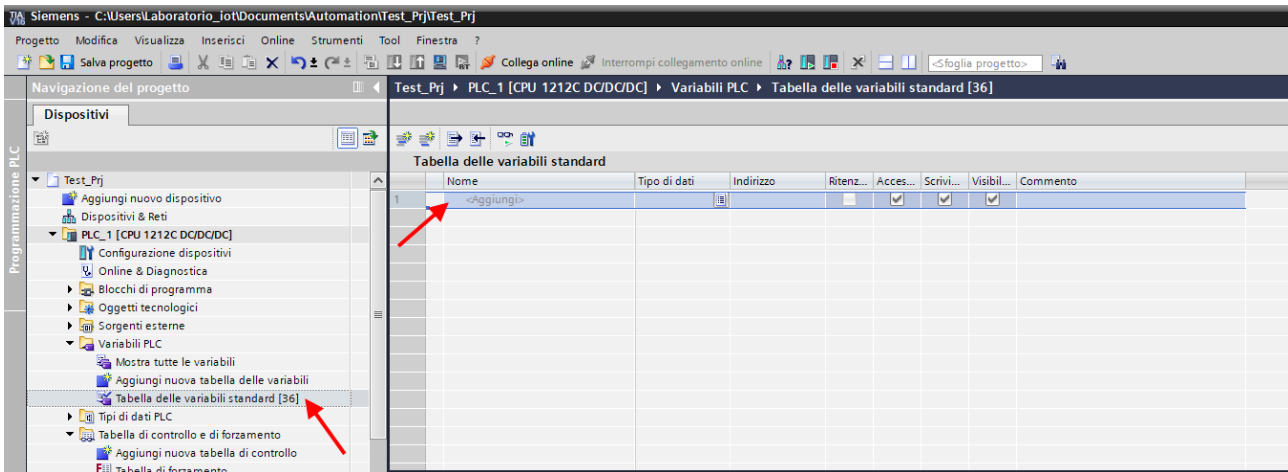 TIA V16 Siemens - C:\Users\Laboratorio_iot\Documents\Automation\Test_Prj\Test_Prj
Progetto Modifica Visualizza Inserisci Online Strumenti Tool Finestra ?
Salva progetto Collega online Interrompi collegamento online <Sfoglia progetto>
Navigazione del progetto
Test_Prj PLC_1 [CPU 1212C DC/DC/DC] Variabili PLC Tabella delle variabili standard [36]
Dispositivi
Programmazione PLC
Tabella delle variabili standard
Nome Tipo di dati Indirizzo Ritenz... Acces... Scrivi... Visibil... Commento
1 <Aggiungi>
Test_Prj
Aggiungi nuovo dispositivo
Dispositivi & Reti
PLC_1 [CPU 1212C DC/DC/DC]
Configurazione dispositivi
Online & Diagnostica
Blocchi di programma
Oggetti tecnologici
Sorgenti esterne
Variabili PLC
Mostra tutte le variabili
Aggiungi nuova tabella delle variabili
Tabella delle variabili standard [36]
Tipi di dati PLC
Tabella di controllo e di forzamento
Aggiungi nuova tabella di controllo
Tabella di forzamento